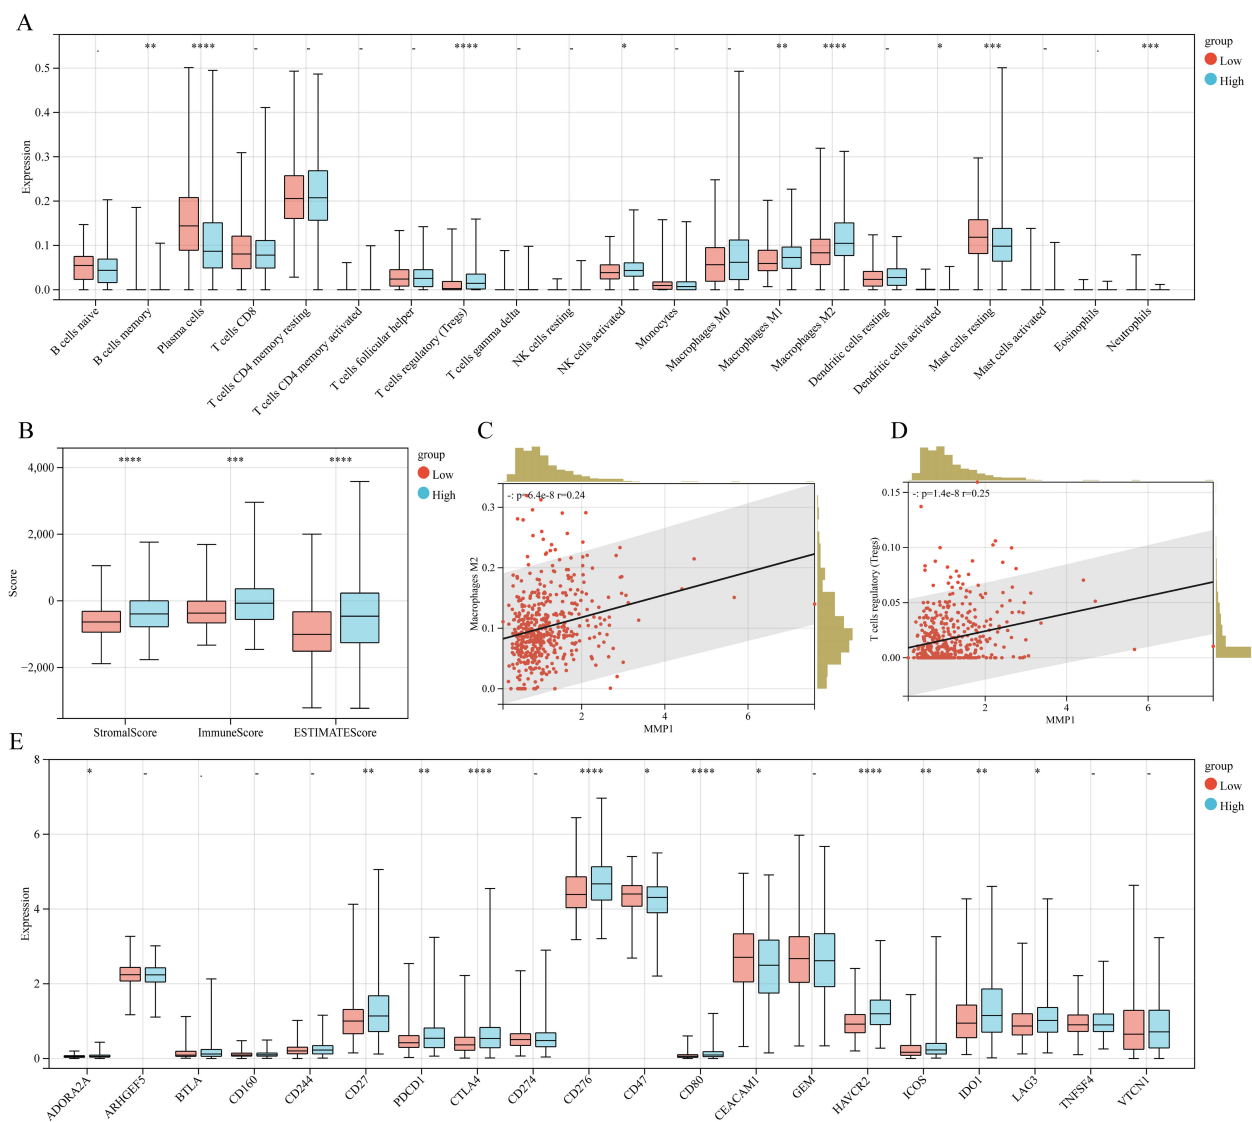 A
. ** **** - - - - **** - - * - - ** **** - * *** - . ***
group
Low
High
Expression
0.5
0.4
0.3
0.2
0.1
0.0
B cells naive
B cells memory
Plasma cells
T cells CD8
T cells CD4 memory resting
T cells CD4 memory activated
T cells follicular helper
T cells regulatory (Tregs)
T cells gamma delta
NK cells resting
NK cells activated
Monocytes
Macrophages M0
Macrophages M1
Macrophages M2
Dendritic cells resting
Dendritic cells activated
Mast cells resting
Mast cells activated
Eosinophils
Neutrophils
B
**** *** ****
group
Low
High
Score
4,000
2,000
0
−2,000
StromalScore ImmuneScore ESTIMATEScore
C
-: p=6.4e-8 r=0.24
Macrophages M2
0.3
0.2
0.1
0.0
2 4 6
MMP1
D
-: p=1.4e-8 r=0.25
T cells regulatory (Tregs)
0.15
0.10
0.05
0.00
2 4 6
MMP1
E
* - . - - ** ** **** - **** * **** * - **** ** ** * - -
group
Low
High
Expression
8
6
4
2
0
ADORA2A
ARHGEF5
BTLA
CD160
CD244
CD27
PDCD1
CTLA4
CD274
CD276
CD47
CD80
CEACAM1
GEM
HAVCR2
ICOS
IDO1
LAG3
TNFSF4
VTCN1